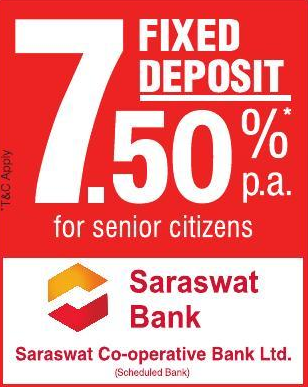 FIXED
DEPOSIT
7.50%*
p.a.
*T&C Apply
for senior citizens
Saraswat
Bank
Saraswat Co-operative Bank Ltd.
(Scheduled Bank)